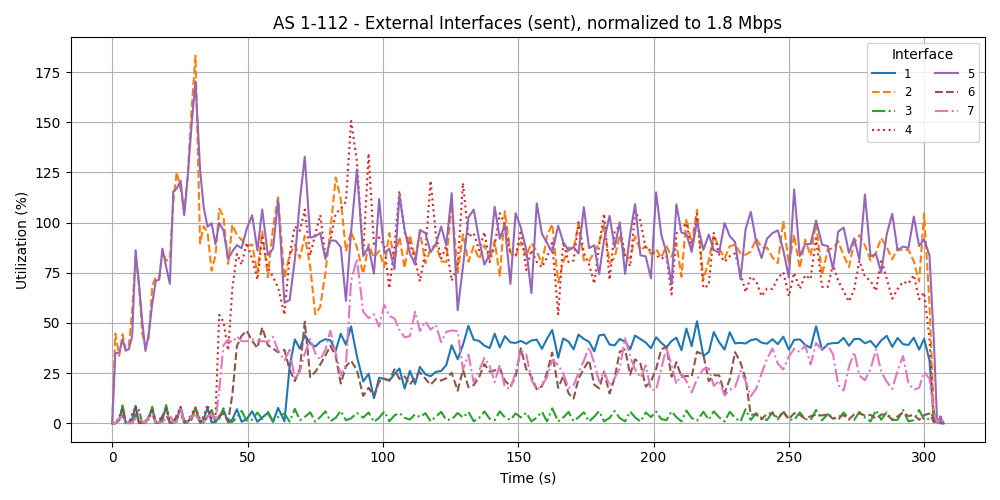 AS 1-112 - External Interfaces (sent), normalized to 1.8 Mbps
Utilization (%)
175
150
125
100
75
50
25
0
0 50 100 150 200 250 300
Time (s)
Interface
1 5
2 6
3 7
4